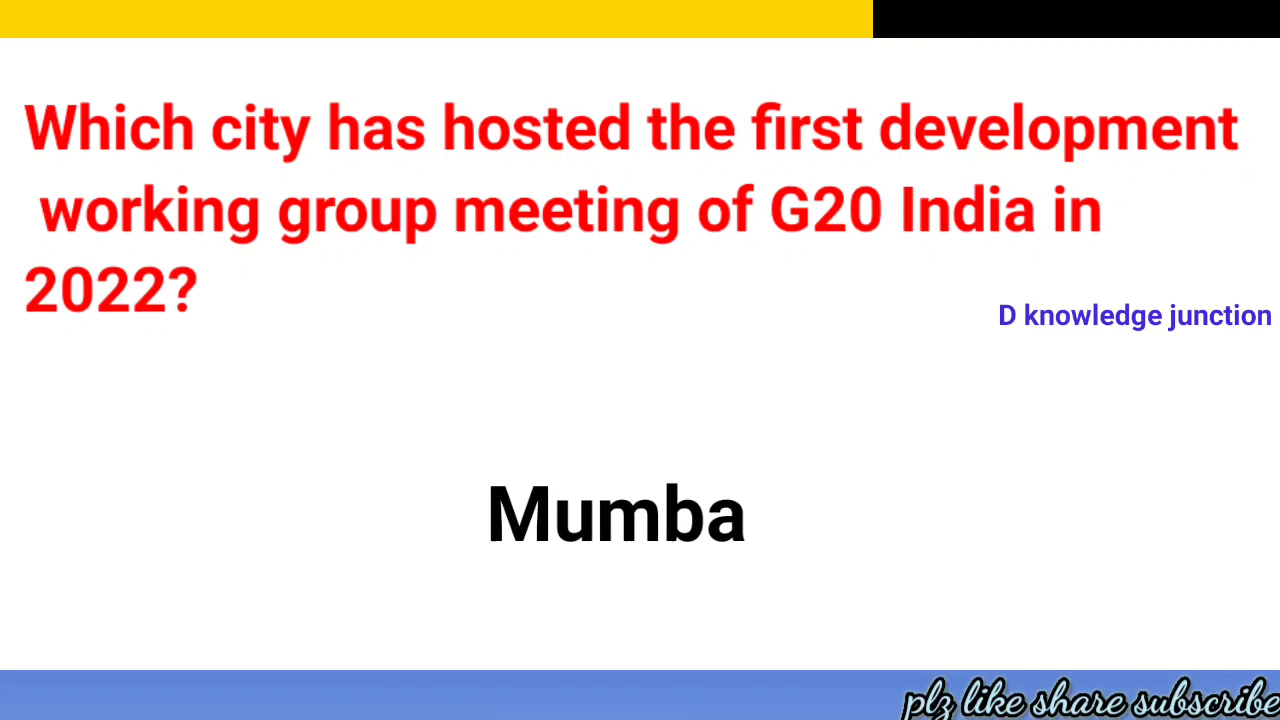 Which city has hosted the first development
working group meeting of G20 India in
2022?
D knowledge junction
Mumba
plz like share subscribe